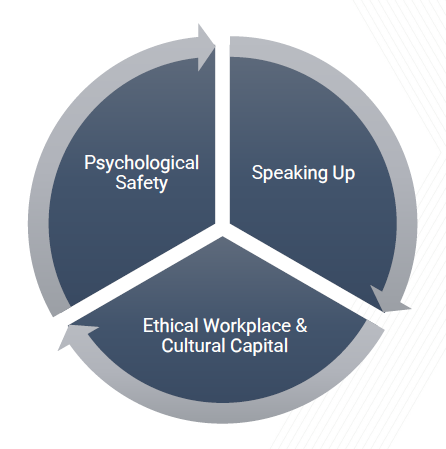 Psychological
Safety
Speaking Up
Ethical Workplace &
Cultural Capital